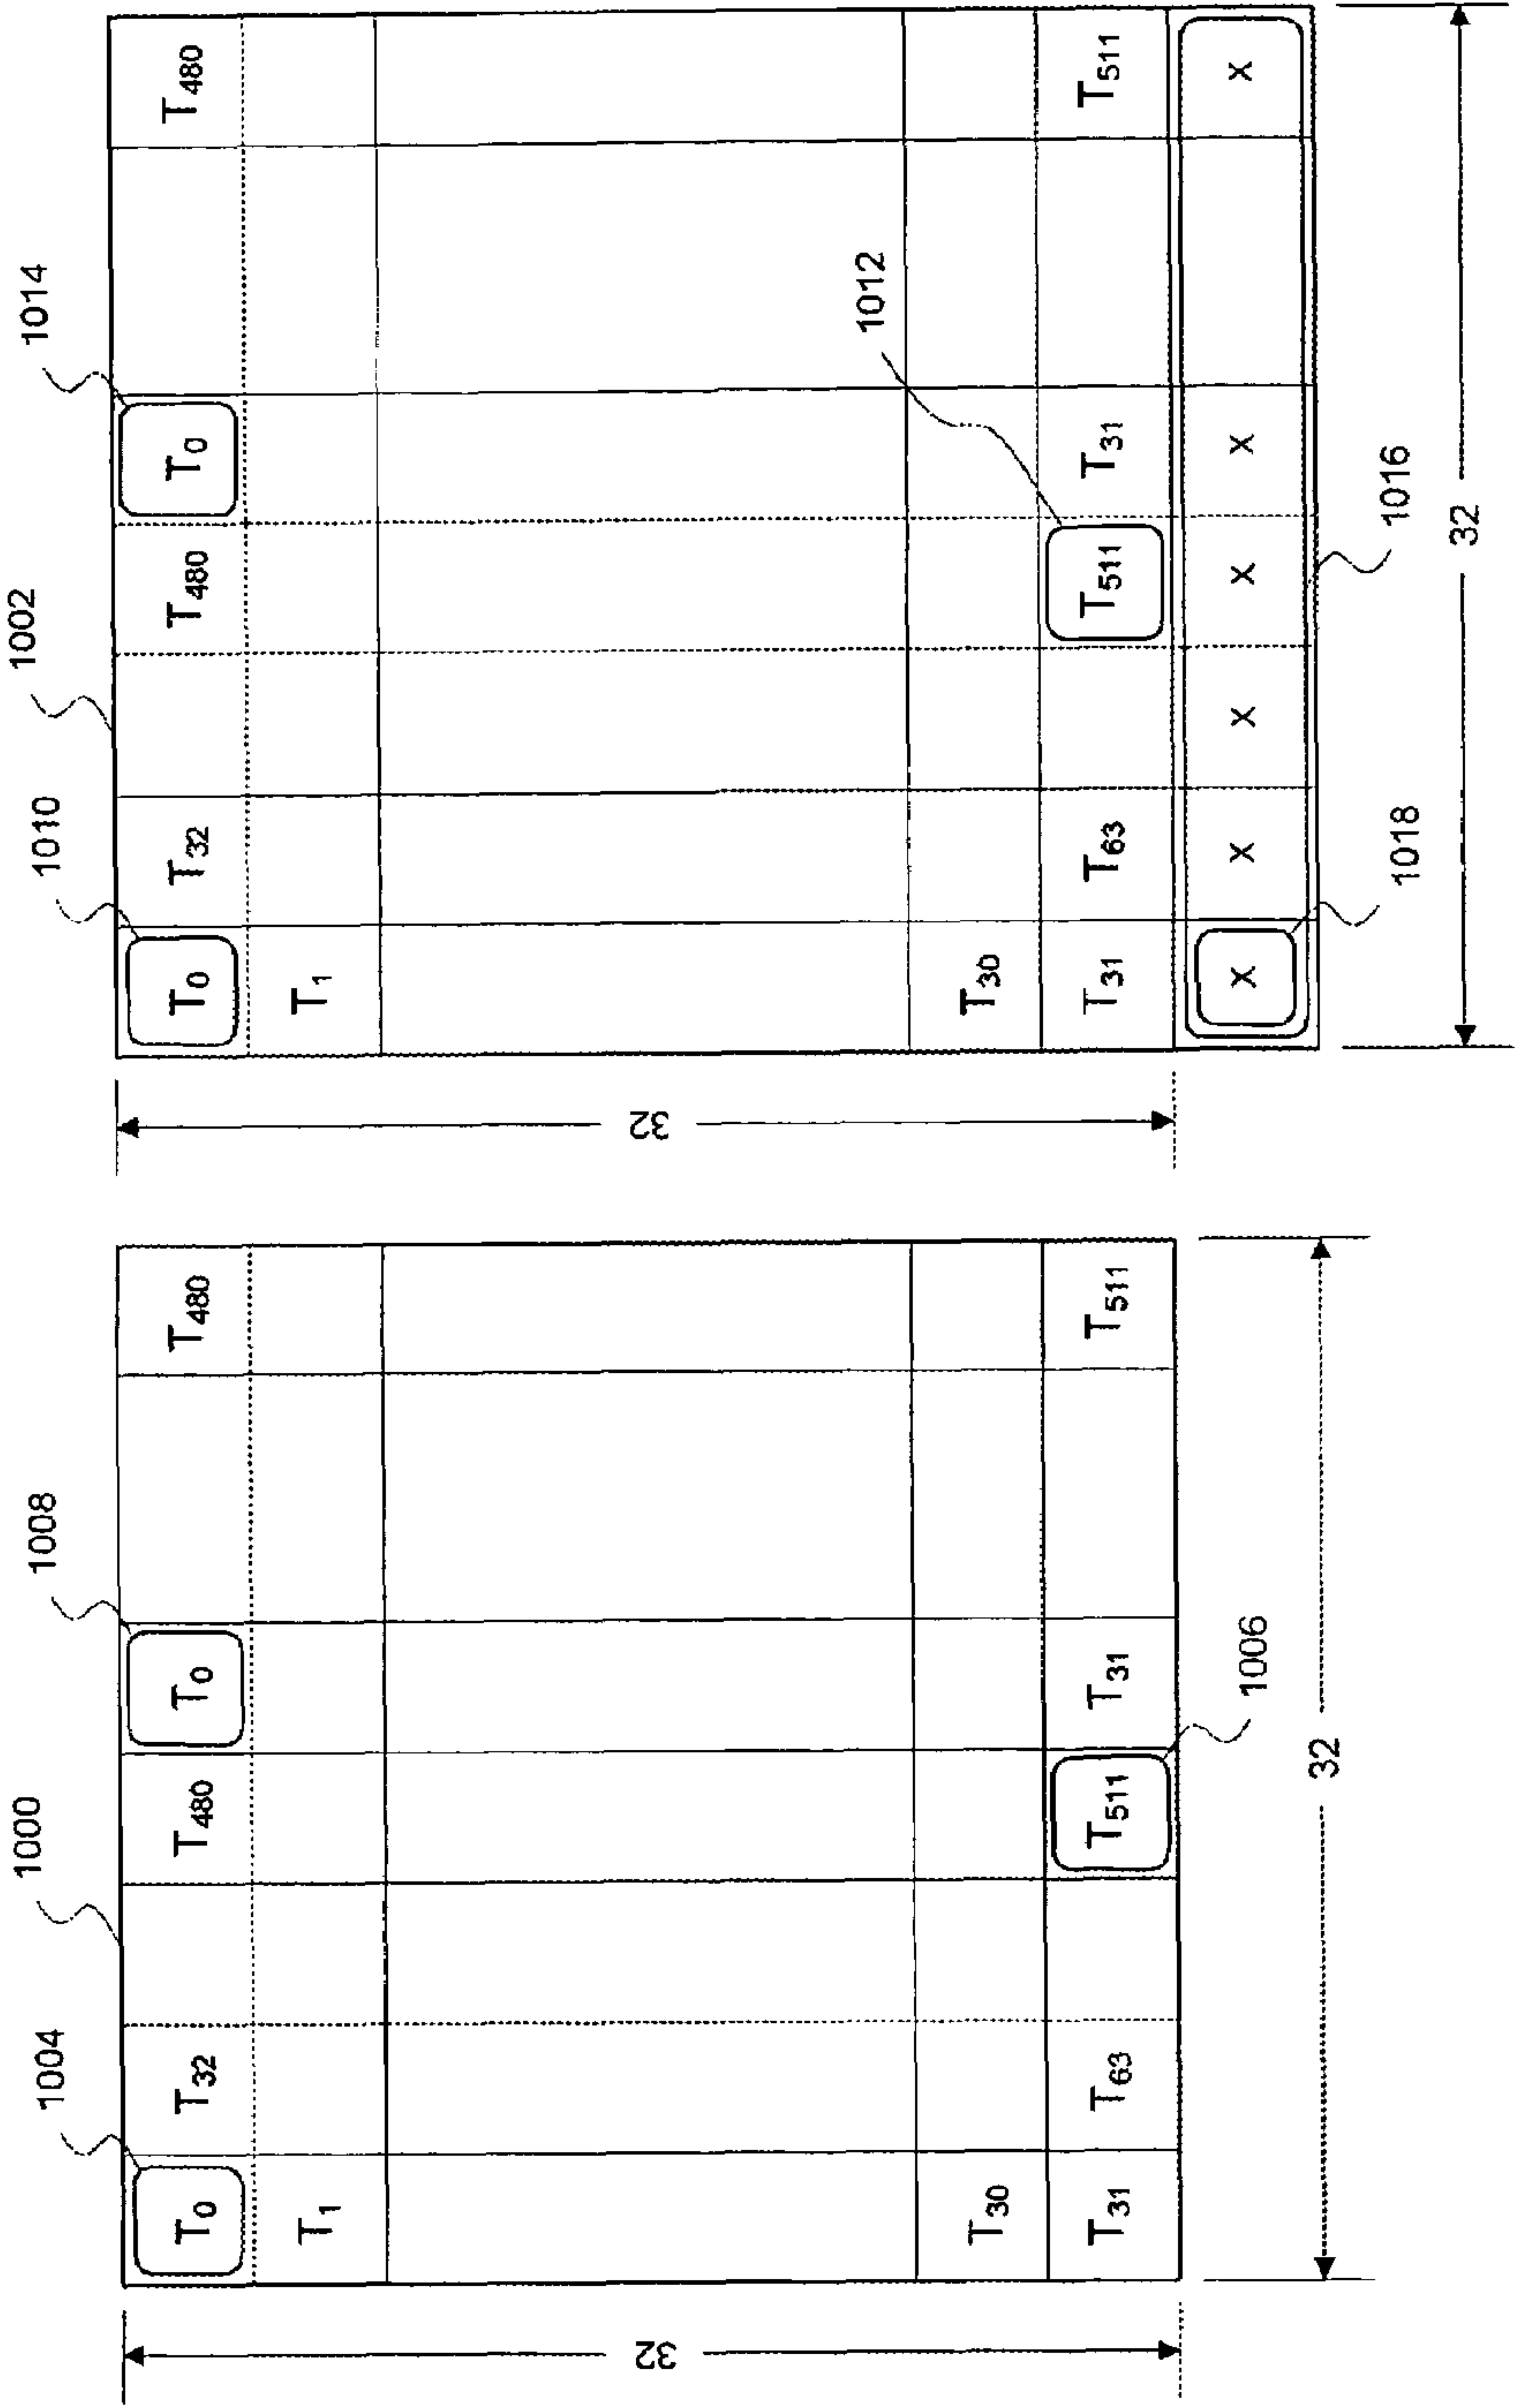 1004 1000 1008
T₀ T₃₂ T₄₈₀ T₀ T₄₈₀
T₁
32
T₃₀
T₃₁ T₆₃ T₅₁₁ T₃₁ T₅₁₁
1006
32
1010 1002 1014
T₀ T₃₂ T₄₈₀ T₀ T₄₈₀
T₁
32
1012
T₃₀
T₃₁ T₆₃ T₅₁₁ T₃₁ T₅₁₁
X X X X X X
1018 1016
32